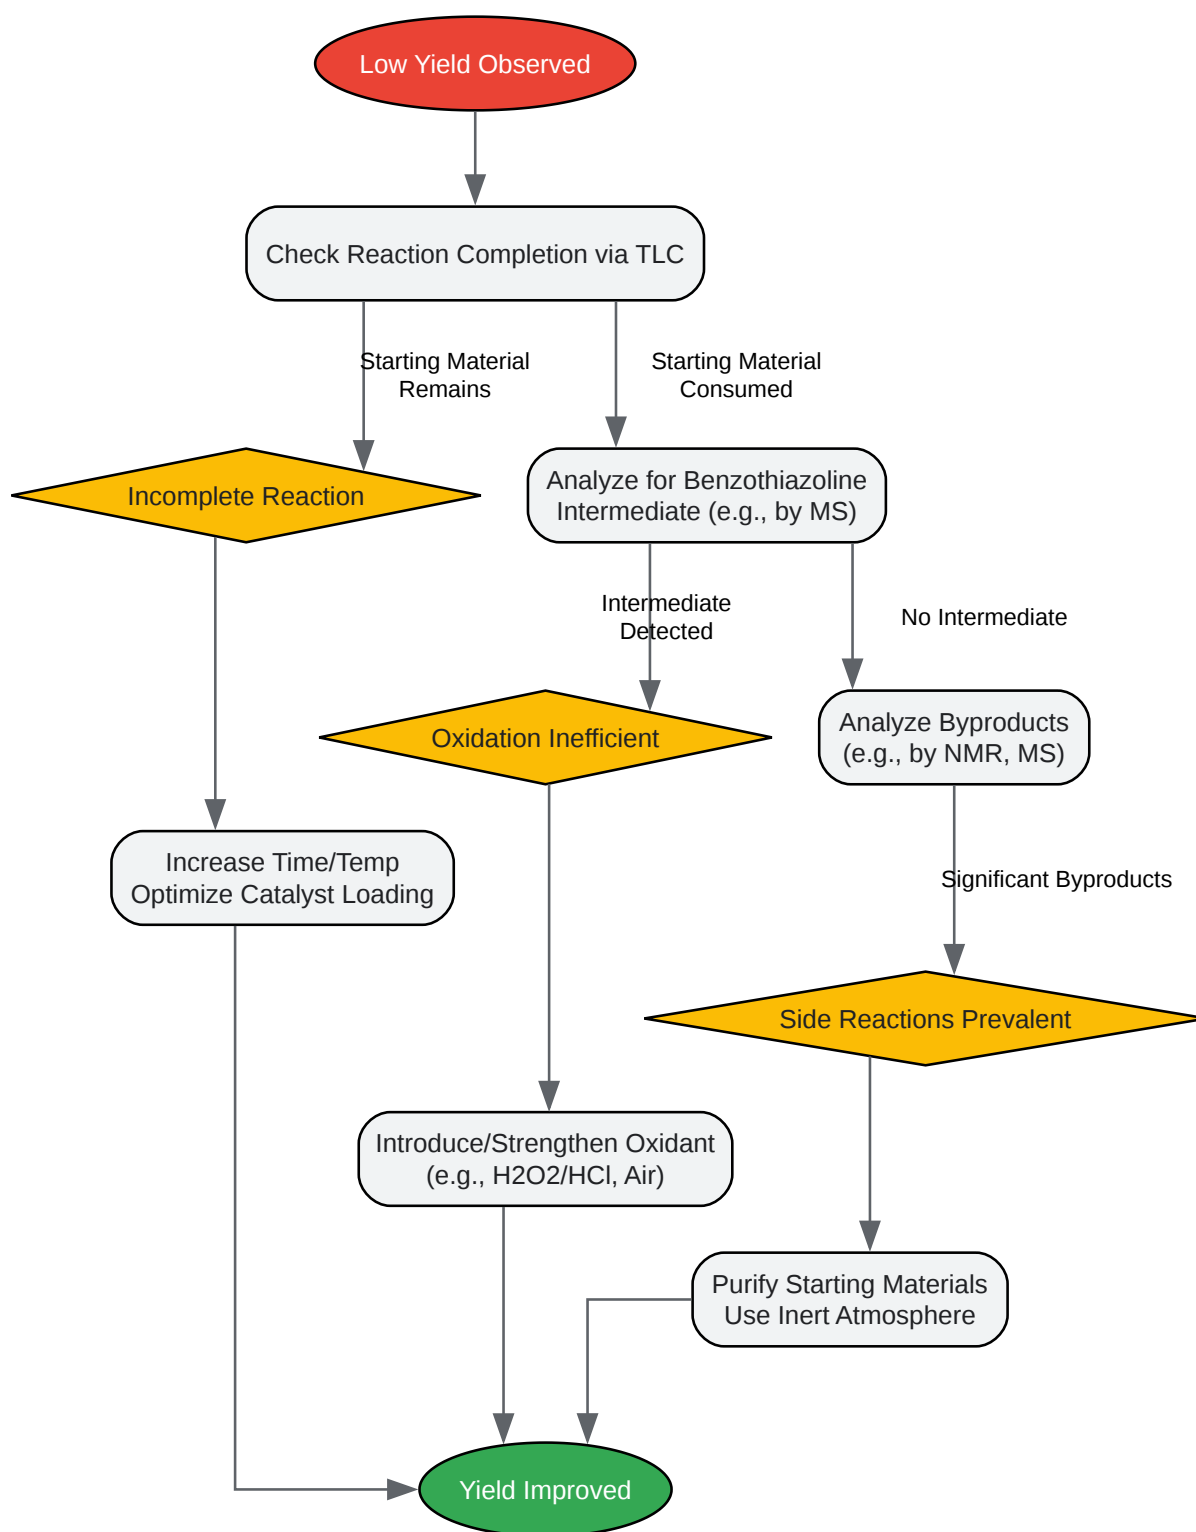 Low Yield Observed
Check Reaction Completion via TLC
Starting Material
Remains
Starting Material
Consumed
Incomplete Reaction
Analyze for Benzothiazoline
Intermediate (e.g., by MS)
Intermediate
Detected
No Intermediate
Oxidation Inefficient
Analyze Byproducts
(e.g., by NMR, MS)
Increase Time/Temp
Optimize Catalyst Loading
Significant Byproducts
Side Reactions Prevalent
Introduce/Strengthen Oxidant
(e.g., H2O2/HCl, Air)
Purify Starting Materials
Use Inert Atmosphere
Yield Improved